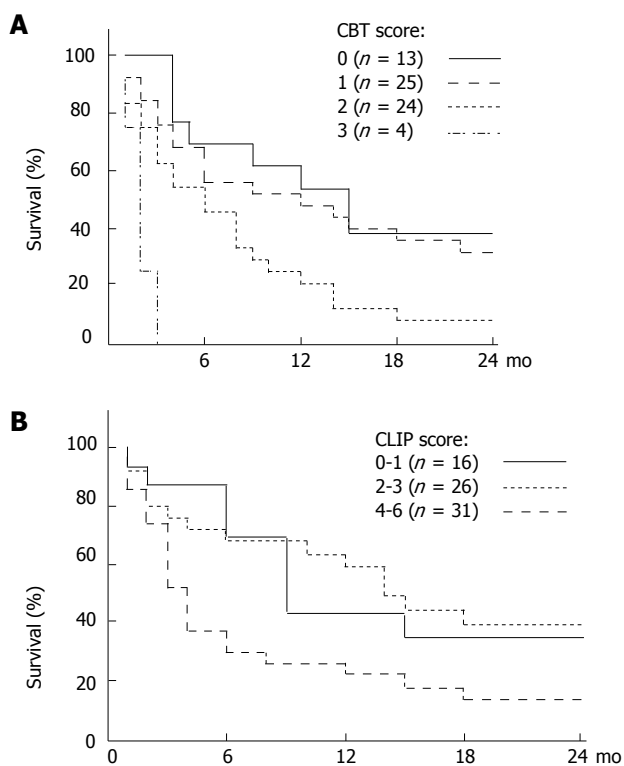 A
CBT score:
0 (n = 13)
1 (n = 25)
2 (n = 24)
3 (n = 4)
Survival (%)
100
80
60
40
20
0
6
12
18
24 mo
B
CLIP score:
0-1 (n = 16)
2-3 (n = 26)
4-6 (n = 31)
Survival (%)
100
80
60
40
20
0
0
6
12
18
24 mo